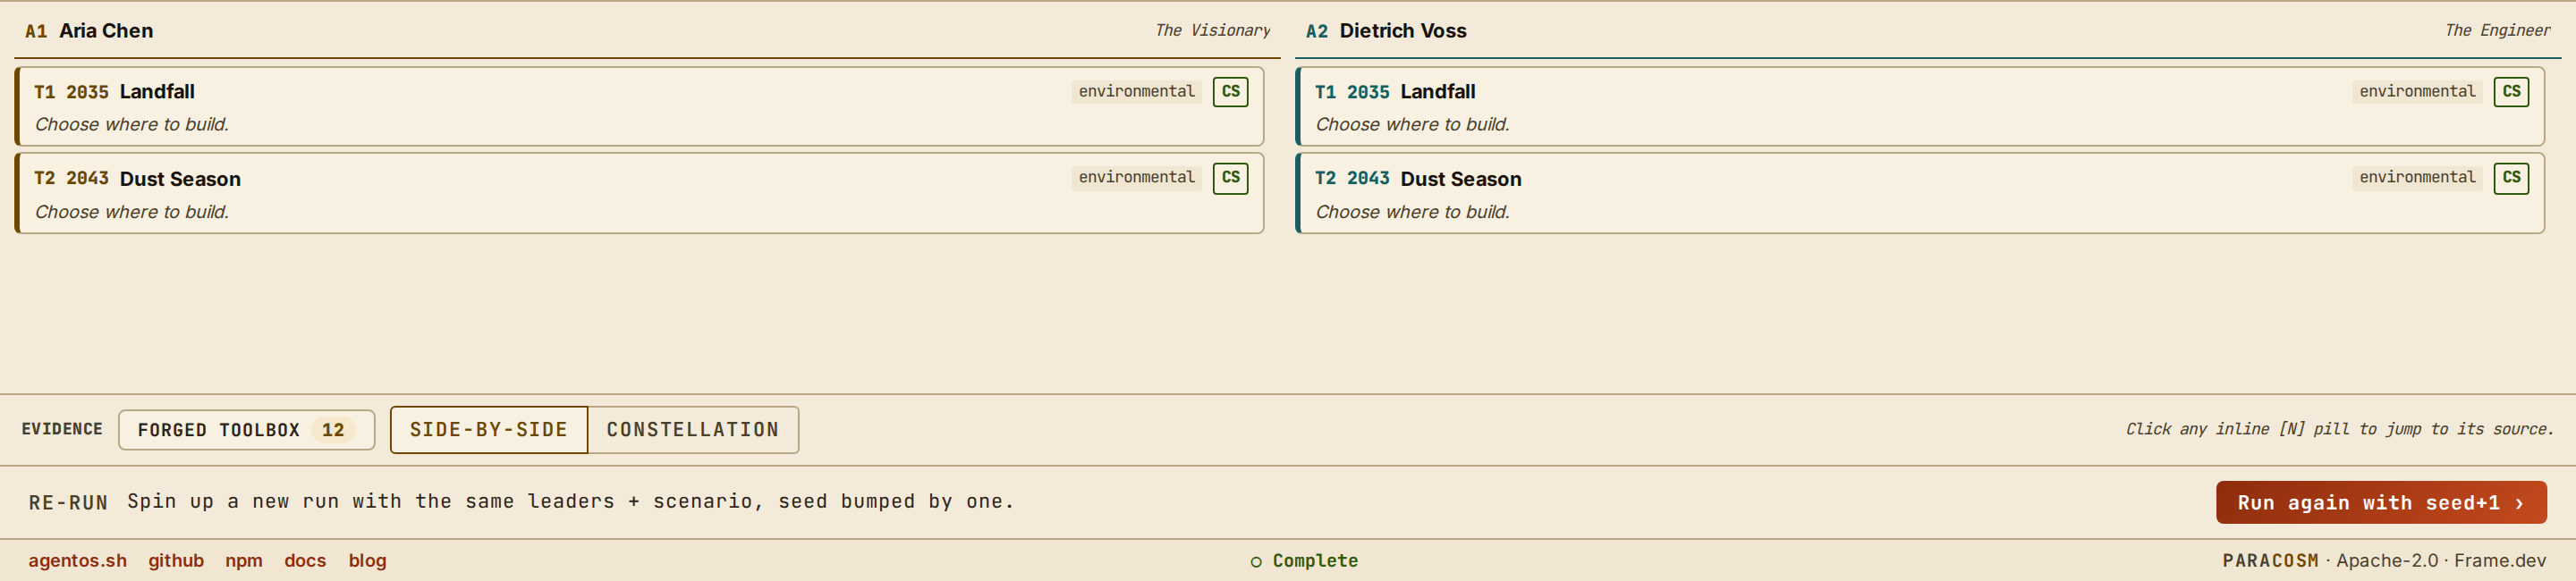 A1 Aria Chen The Visionary
T1 2035 Landfall environmental CS
Choose where to build.
T2 2043 Dust Season environmental CS
Choose where to build.
A2 Dietrich Voss The Engineer
T1 2035 Landfall environmental CS
Choose where to build.
T2 2043 Dust Season environmental CS
Choose where to build.
EVIDENCE FORGED TOOLBOX 12 SIDE-BY-SIDE CONSTELLATION Click any inline [N] pill to jump to its source.
RE-RUN Spin up a new run with the same leaders + scenario, seed bumped by one. Run again with seed+1 ›
agentos.sh github npm docs blog ○ Complete PARACOSM · Apache-2.0 · Frame.dev